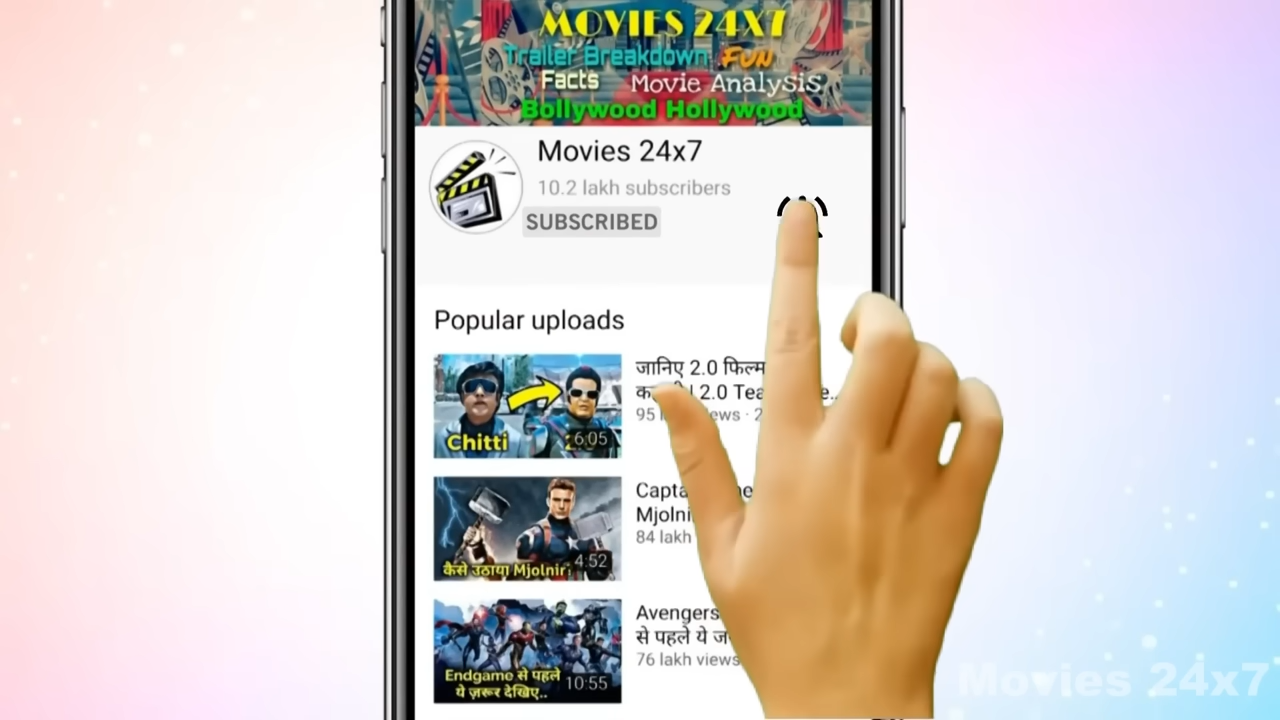 MOVIES 24X7
Trailer Breakdown FUN
Facts Movie Analysis
Bollywood Hollywood
Movies 24x7
10.2 lakh subscribers
SUBSCRIBED
Popular uploads
Chitti
6:05
जानिए 2.0 फिल्म
2.0
95
कैसे उठाया Mjolnir
4:52
Mjolni
84 lakh
Endgame से पहले
ये ज़रूर देखिए..
10:55
Avengers
से पहले ये
76 lakh views
Movies 24x7